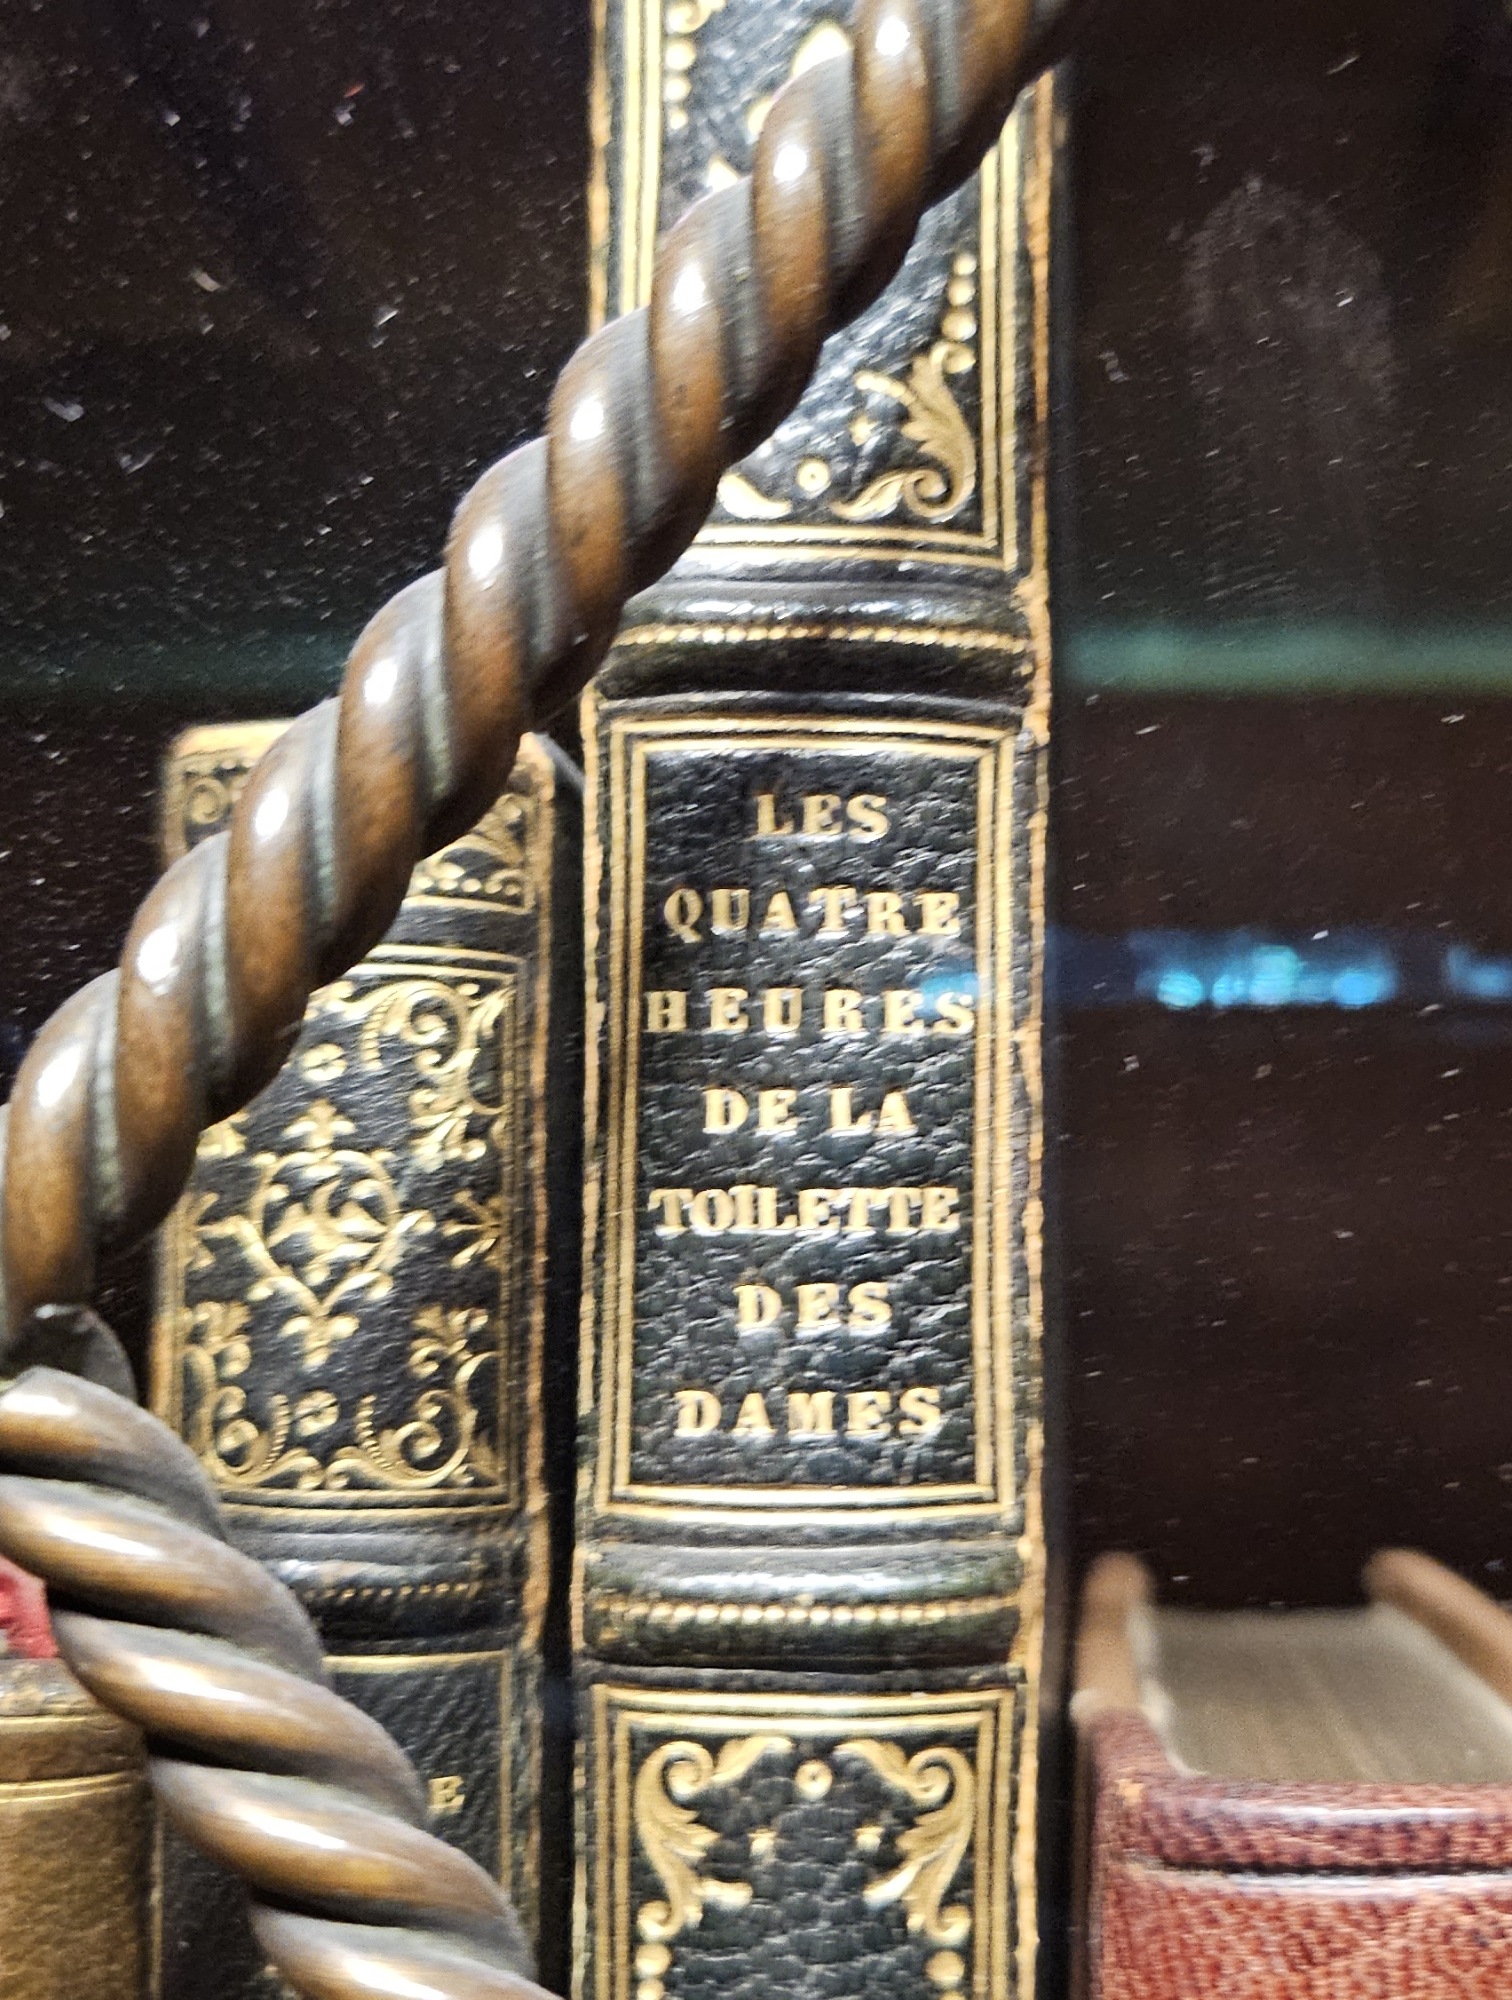 LES
QUATRE
HEURES
DE LA
TOILETTE
DES
DAMES
E